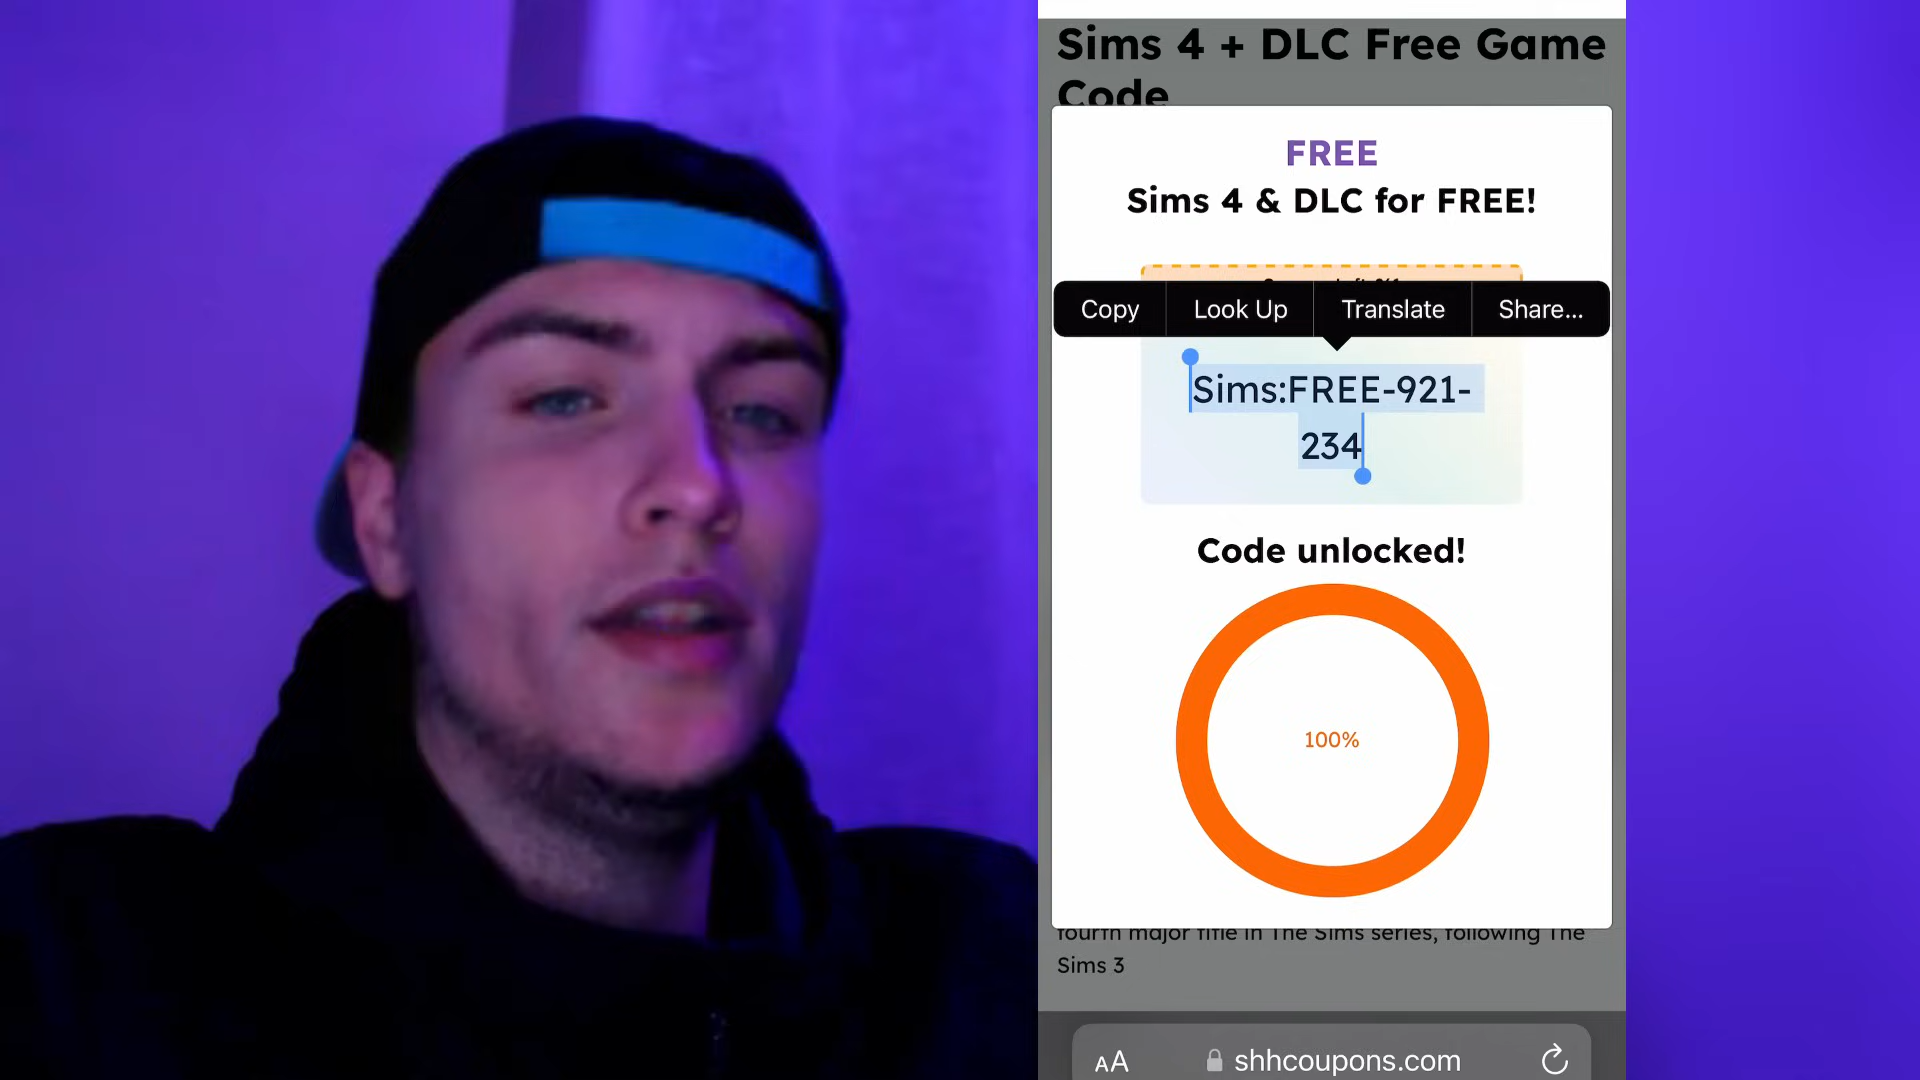 Sims 4 + DLC Free Game
Code
FREE
Sims 4 & DLC for FREE!
Copy
Look Up
Translate
Share...
Sims:FREE-921-
234
Code unlocked!
100%
fourth major title in The Sims series, following The
Sims 3
AA
shhcoupons.com